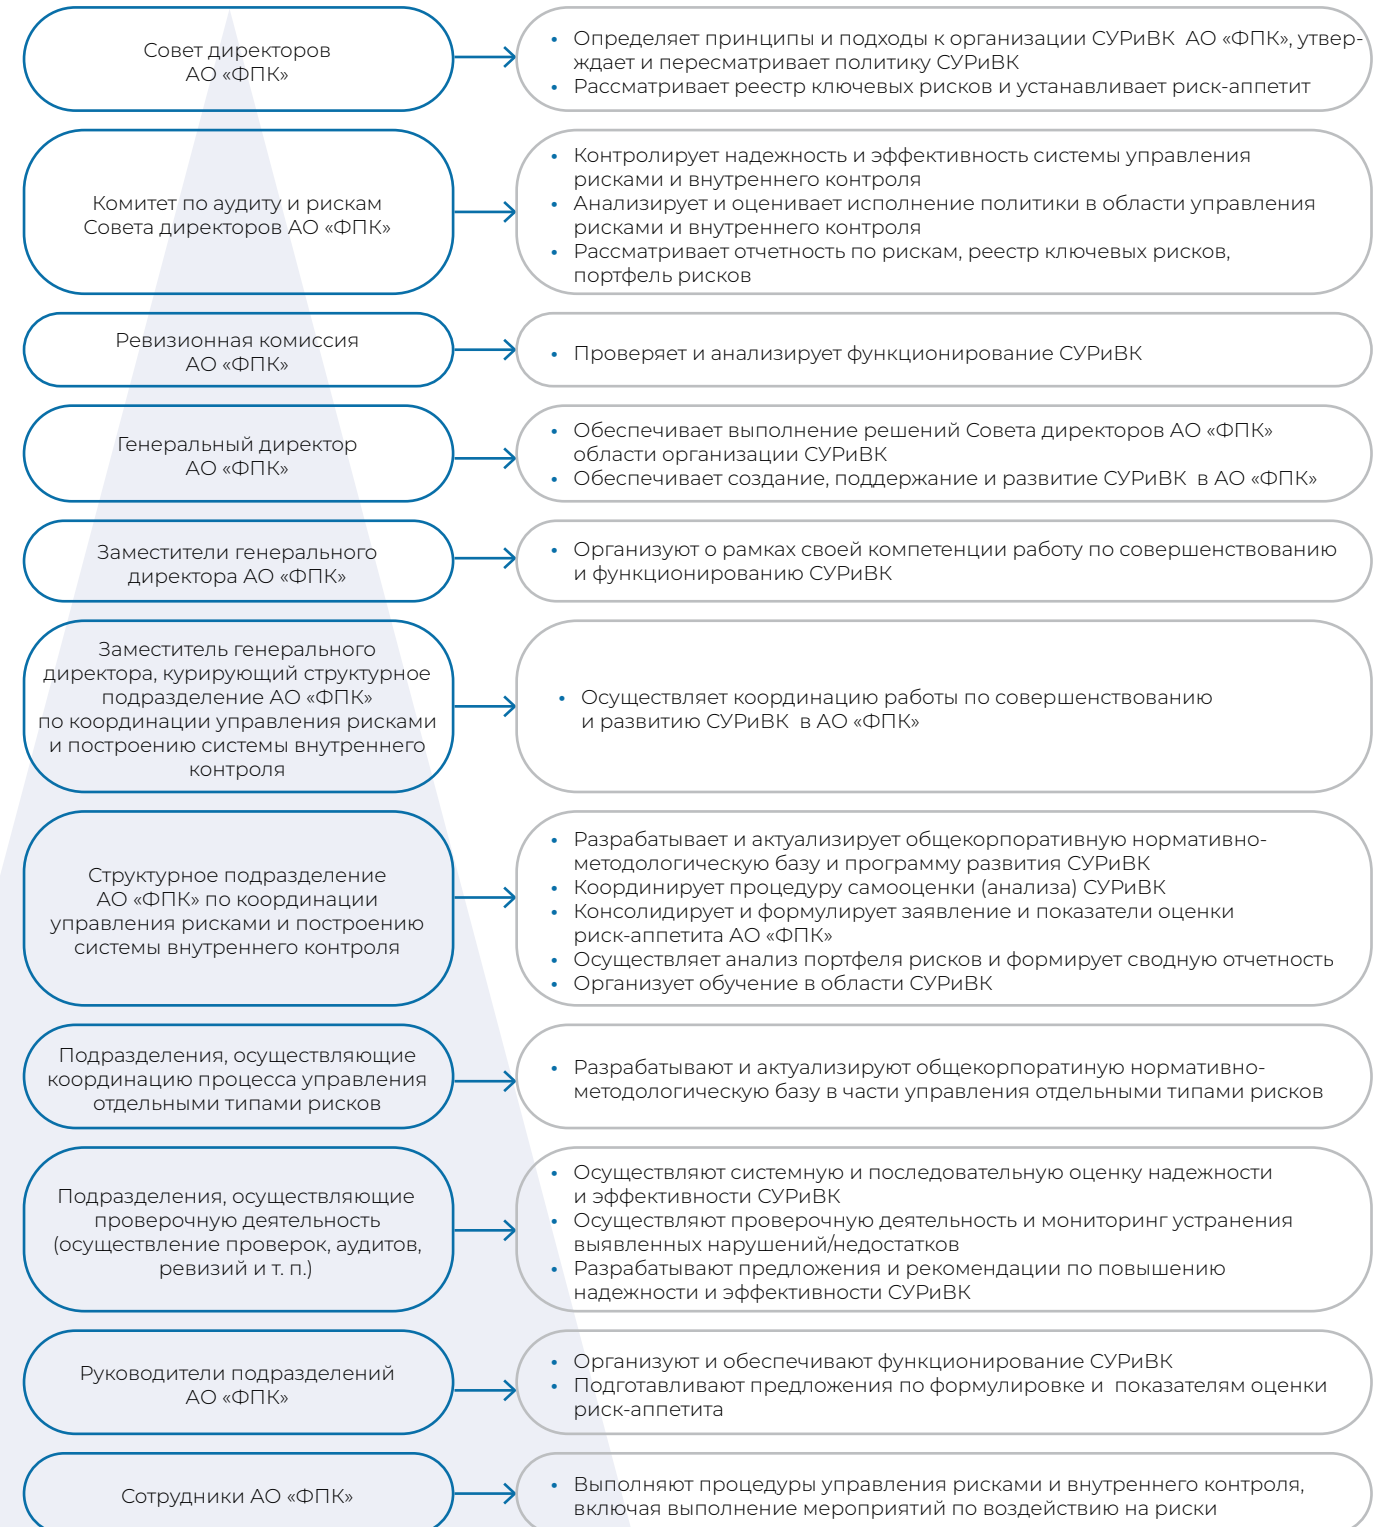 Совет директоров
АО «ФПК»
• Определяет принципы и подходы к организации СУРиВК АО «ФПК», утвер-
ждает и пересматривает политику СУРиВК
• Рассматривает реестр ключевых рисков и устанавливает риск-аппетит
Комитет по аудиту и рискам
Совета директоров АО «ФПК»
• Контролирует надежность и эффективность системы управления
рисками и внутреннего контроля
• Анализирует и оценивает исполнение политики в области управления
рисками и внутреннего контроля
• Рассматривает отчетность по рискам, реестр ключевых рисков,
портфель рисков
Ревизионная комиссия
АО «ФПК»
• Проверяет и анализирует функционирование СУРиВК
Генеральный директор
АО «ФПК»
• Обеспечивает выполнение решений Совета директоров АО «ФПК»
области организации СУРиВК
• Обеспечивает создание, поддержание и развитие СУРиВК в АО «ФПК»
Заместители генерального
директора АО «ФПК»
• Организуют о рамках своей компетенции работу по совершенствованию
и функционированию СУРиВК
Заместитель генерального
директора, курирующий структурное
подразделение АО «ФПК»
по координации управления рисками
и построению системы внутреннего
контроля
• Осуществляет координацию работы по совершенствованию
и развитию СУРиВК в АО «ФПК»
Структурное подразделение
АО «ФПК» по координации
управления рисками и построению
системы внутреннего контроля
• Разрабатывает и актуализирует общекорпоративную нормативно-
методологическую базу и программу развития СУРиВК
• Координирует процедуру самооценки (анализа) СУРиВК
• Консолидирует и формулирует заявление и показатели оценки
риск-аппетита АО «ФПК»
• Осуществляет анализ портфеля рисков и формирует сводную отчетность
• Организует обучение в области СУРиВК
Подразделения, осуществляющие
координацию процесса управления
отдельными типами рисков
• Разрабатывают и актуализируют общекорпоратиную нормативно-
методологическую базу в части управления отдельными типами рисков
Подразделения, осуществляющие
проверочную деятельность
(осуществление проверок, аудитов,
ревизий и т. п.)
• Осуществляют системную и последовательную оценку надежности
и эффективности СУРиВК
• Осуществляют проверочную деятельность и мониторинг устранения
выявленных нарушений/недостатков
• Разрабатывают предложения и рекомендации по повышению
надежности и эффективности СУРиВК
Руководители подразделений
АО «ФПК»
• Организуют и обеспечивают функционирование СУРиВК
• Подготавливают предложения по формулировке и показателям оценки
риск-аппетита
Сотрудники АО «ФПК»
• Выполняют процедуры управления рисками и внутреннего контроля,
включая выполнение мероприятий по воздействию на риски